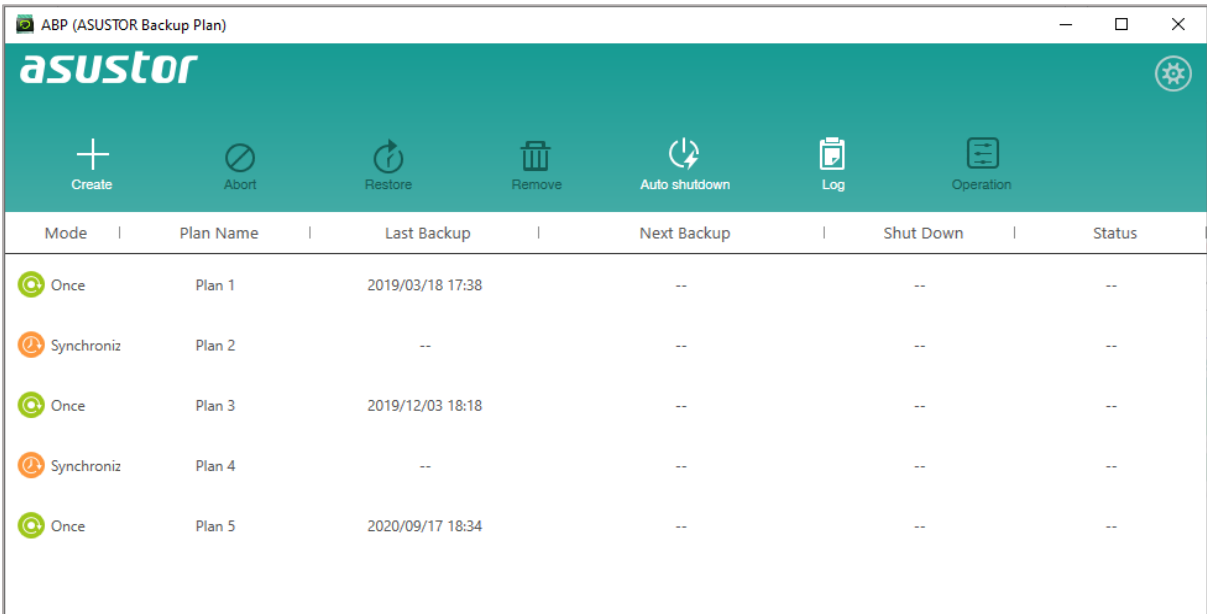 ABP (ASUSTOR Backup Plan)
asustor
Create Abort Restore Remove Auto shutdown Log Operation
Mode Plan Name Last Backup Next Backup Shut Down Status
Once Plan 1 2019/03/18 17:38 -- -- --
Synchroniz Plan 2 -- -- -- --
Once Plan 3 2019/12/03 18:18 -- -- --
Synchroniz Plan 4 -- -- -- --
Once Plan 5 2020/09/17 18:34 -- -- --